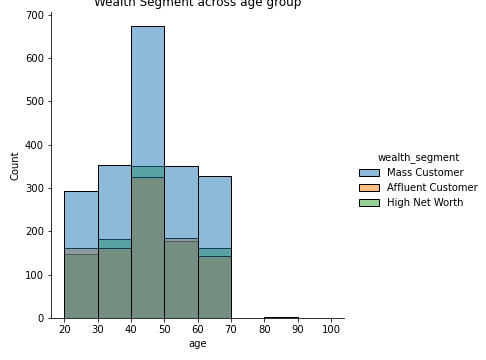 Wealth Segment across age group
700
600
500
400
300
200
100
0
Count
20 30 40 50 60 70 80 90 100
age
wealth_segment
Mass Customer
Affluent Customer
High Net Worth